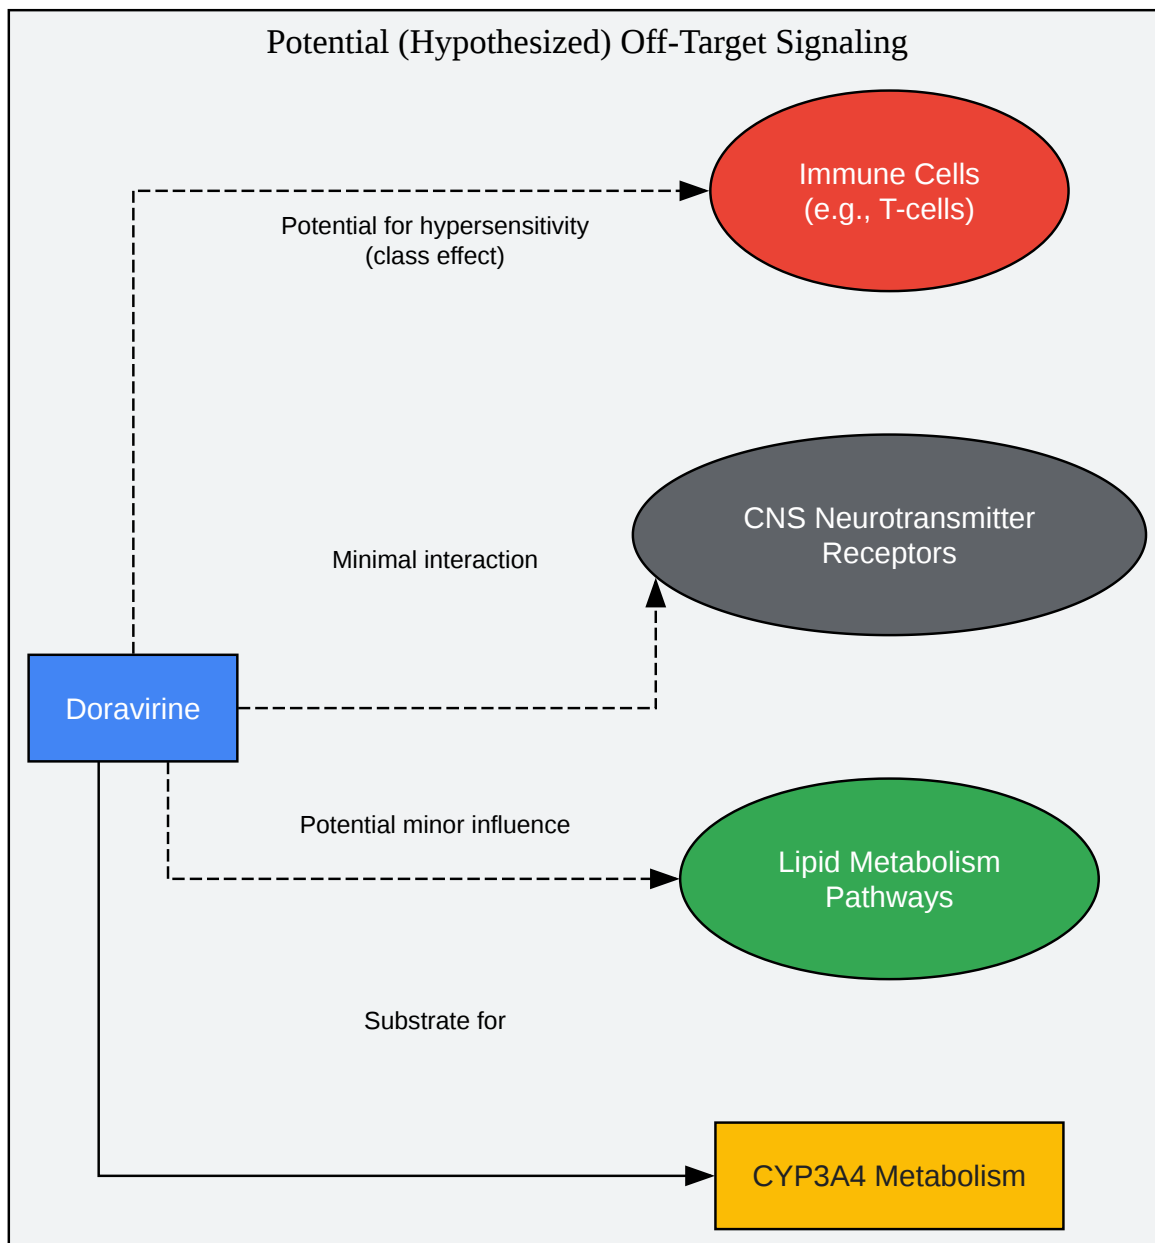 Potential (Hypothesized) Off-Target Signaling
Immune Cells
(e.g., T-cells)
Potential for hypersensitivity
(class effect)
CNS Neurotransmitter
Receptors
Minimal interaction
Doravirine
Potential minor influence
Lipid Metabolism
Pathways
Substrate for
CYP3A4 Metabolism